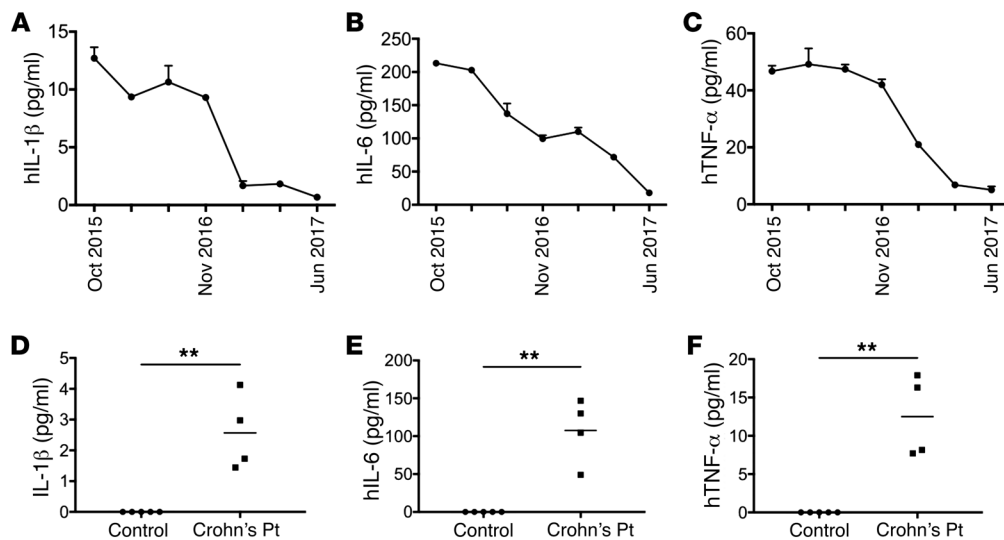 A
hIL-1β (pg/ml)
15
10
5
0
Oct 2015
Nov 2016
Jun 2017
B
hIL-6 (pg/ml)
250
200
150
100
50
0
Oct 2015
Nov 2016
Jun 2017
C
hTNF-α (pg/ml)
60
40
20
0
Oct 2015
Nov 2016
Jun 2017
D
IL-1β (pg/ml)
5
4
3
2
1
0
**
Control
Crohn's Pt
E
hIL-6 (pg/ml)
200
150
100
50
0
**
Control
Crohn's Pt
F
hTNF-α (pg/ml)
20
15
10
5
0
**
Control
Crohn's Pt